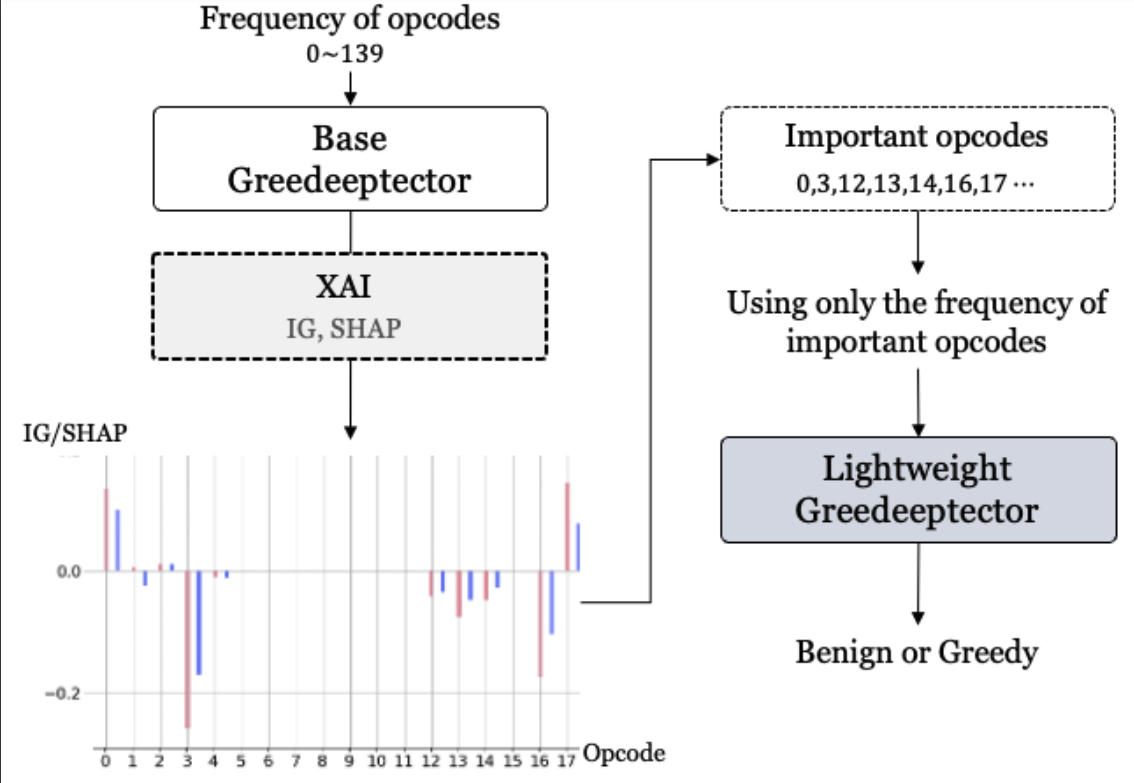 Frequency of opcodes
0~139
Base
Greedeeptector
XAI
IG, SHAP
IG/SHAP
0.0
−0.2
0 1 2 3 4 5 6 7 8 9 10 11 12 13 14 15 16 17
Opcode
Important opcodes
0,3,12,13,14,16,17 ···
Using only the frequency of
important opcodes
Lightweight
Greedeeptector
Benign or Greedy